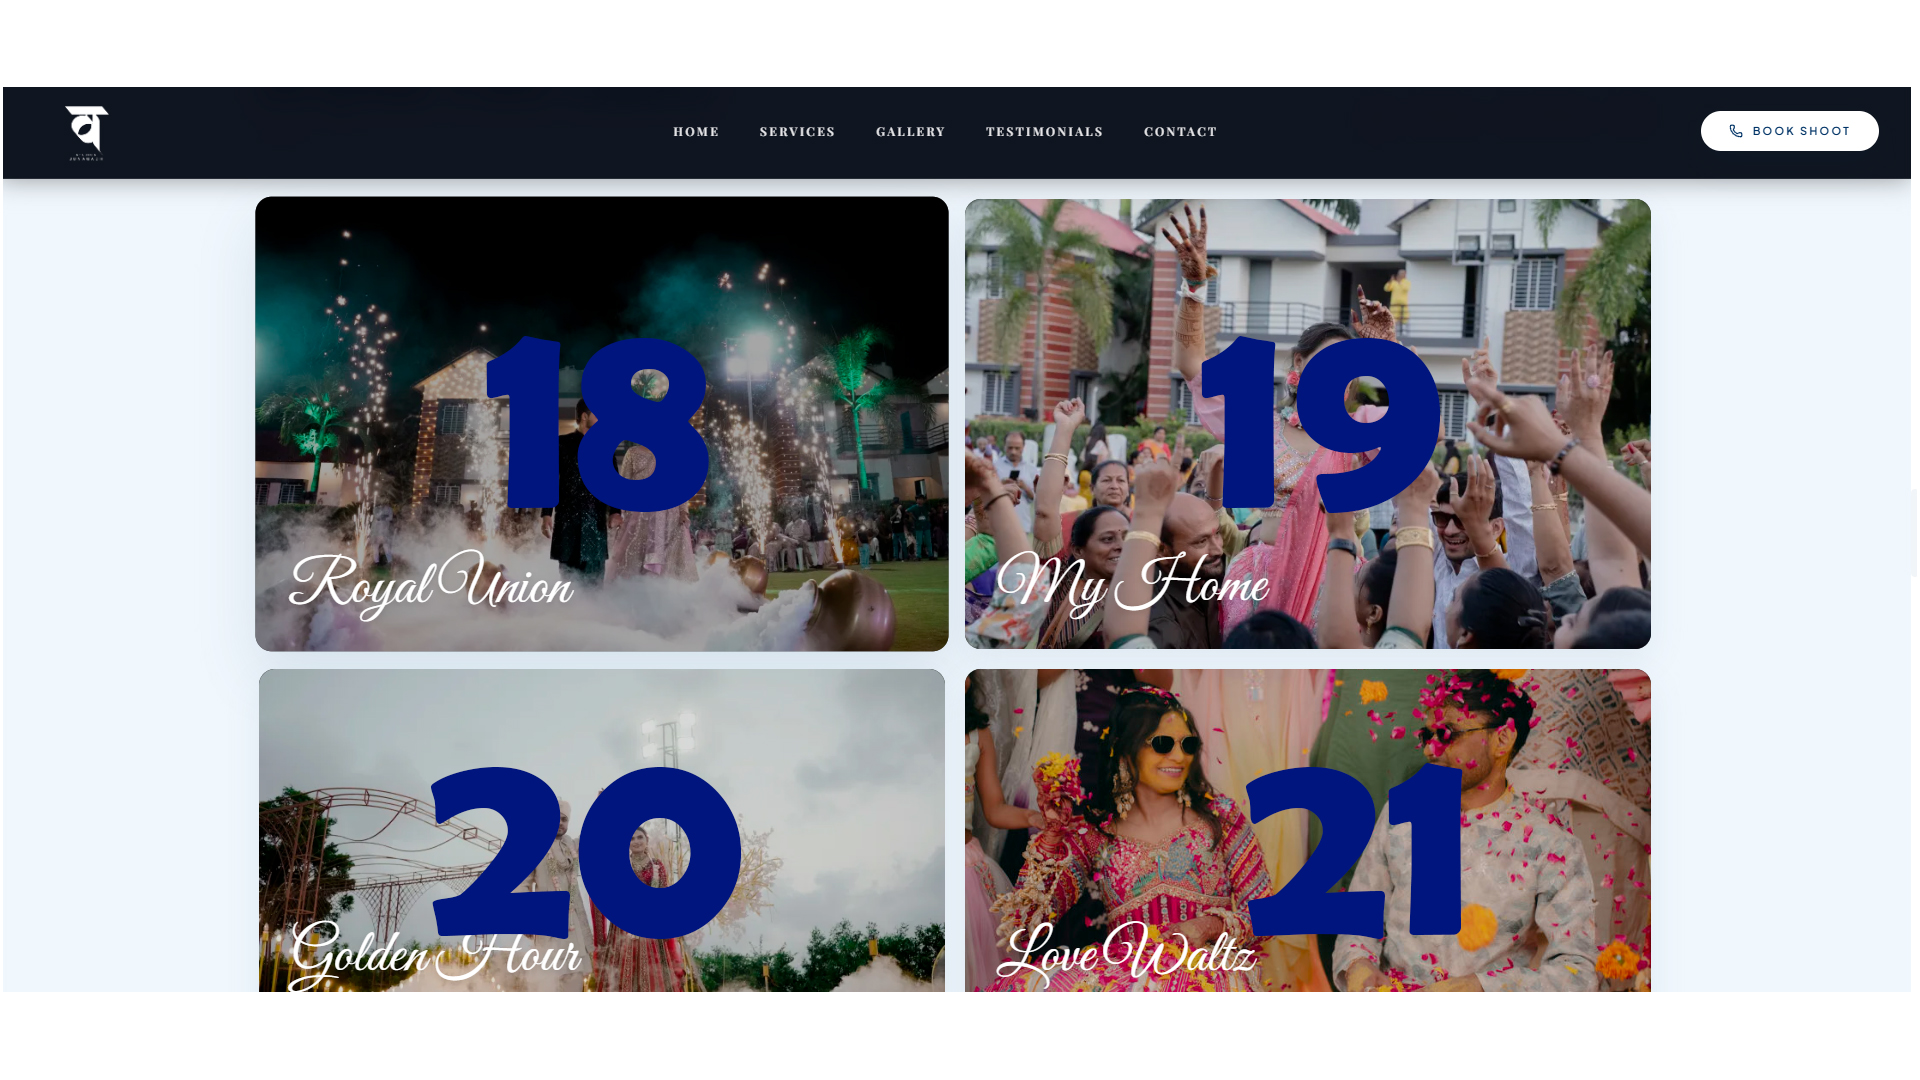 व
HOME SERVICES GALLERY TESTIMONIALS CONTACT
BOOK SHOOT
18
Royal Union
19
My Home
20
Golden Hour
21
Love Waltz